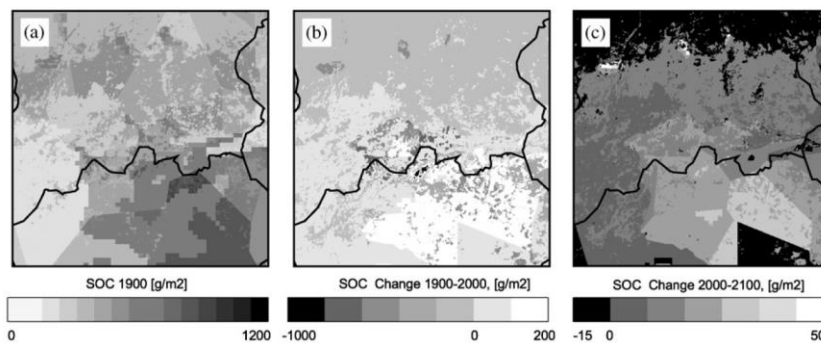 (a)
(b)
(c)
SOC 1900 [g/m2]
SOC Change 1900-2000, [g/m2]
SOC Change 2000-2100, [g/m2]
0 1200
-1000 0 200
-15 0 50